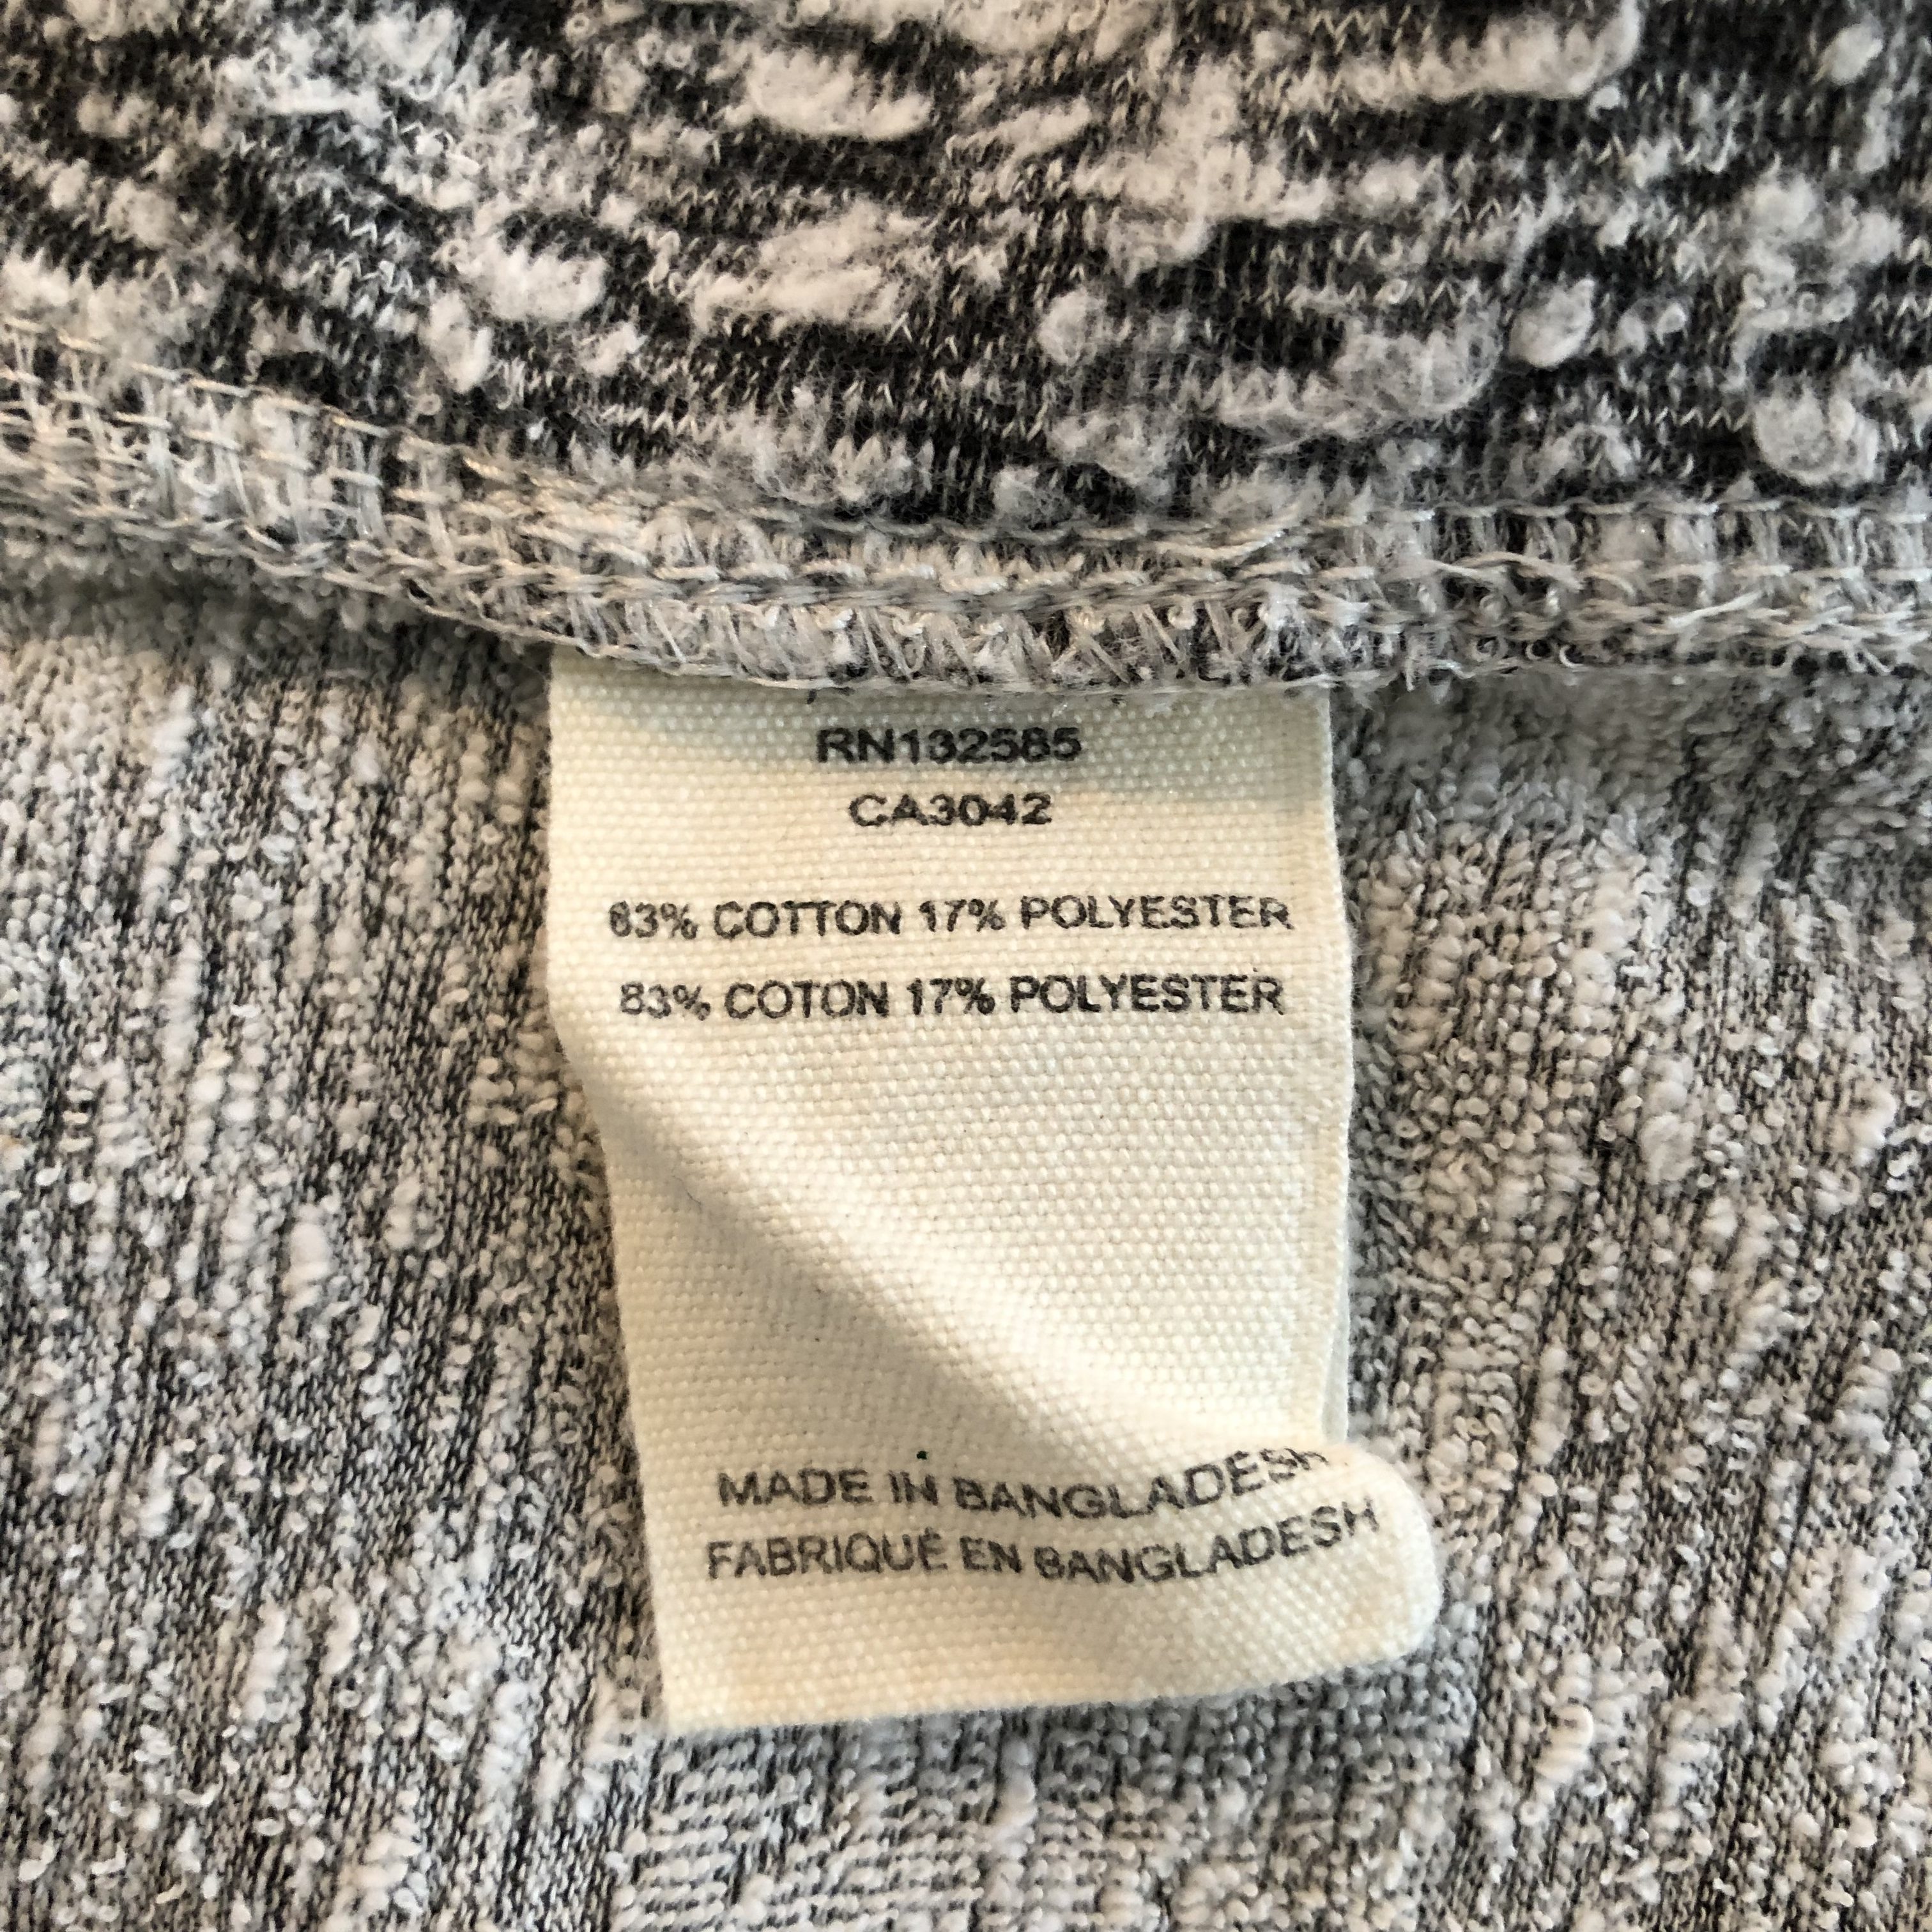 RN132585
CA3042
83% COTTON 17% POLYESTER
83% COTON 17% POLYESTER
MADE IN BANGLADESH
FABRIQUÉ EN BANGLADESH